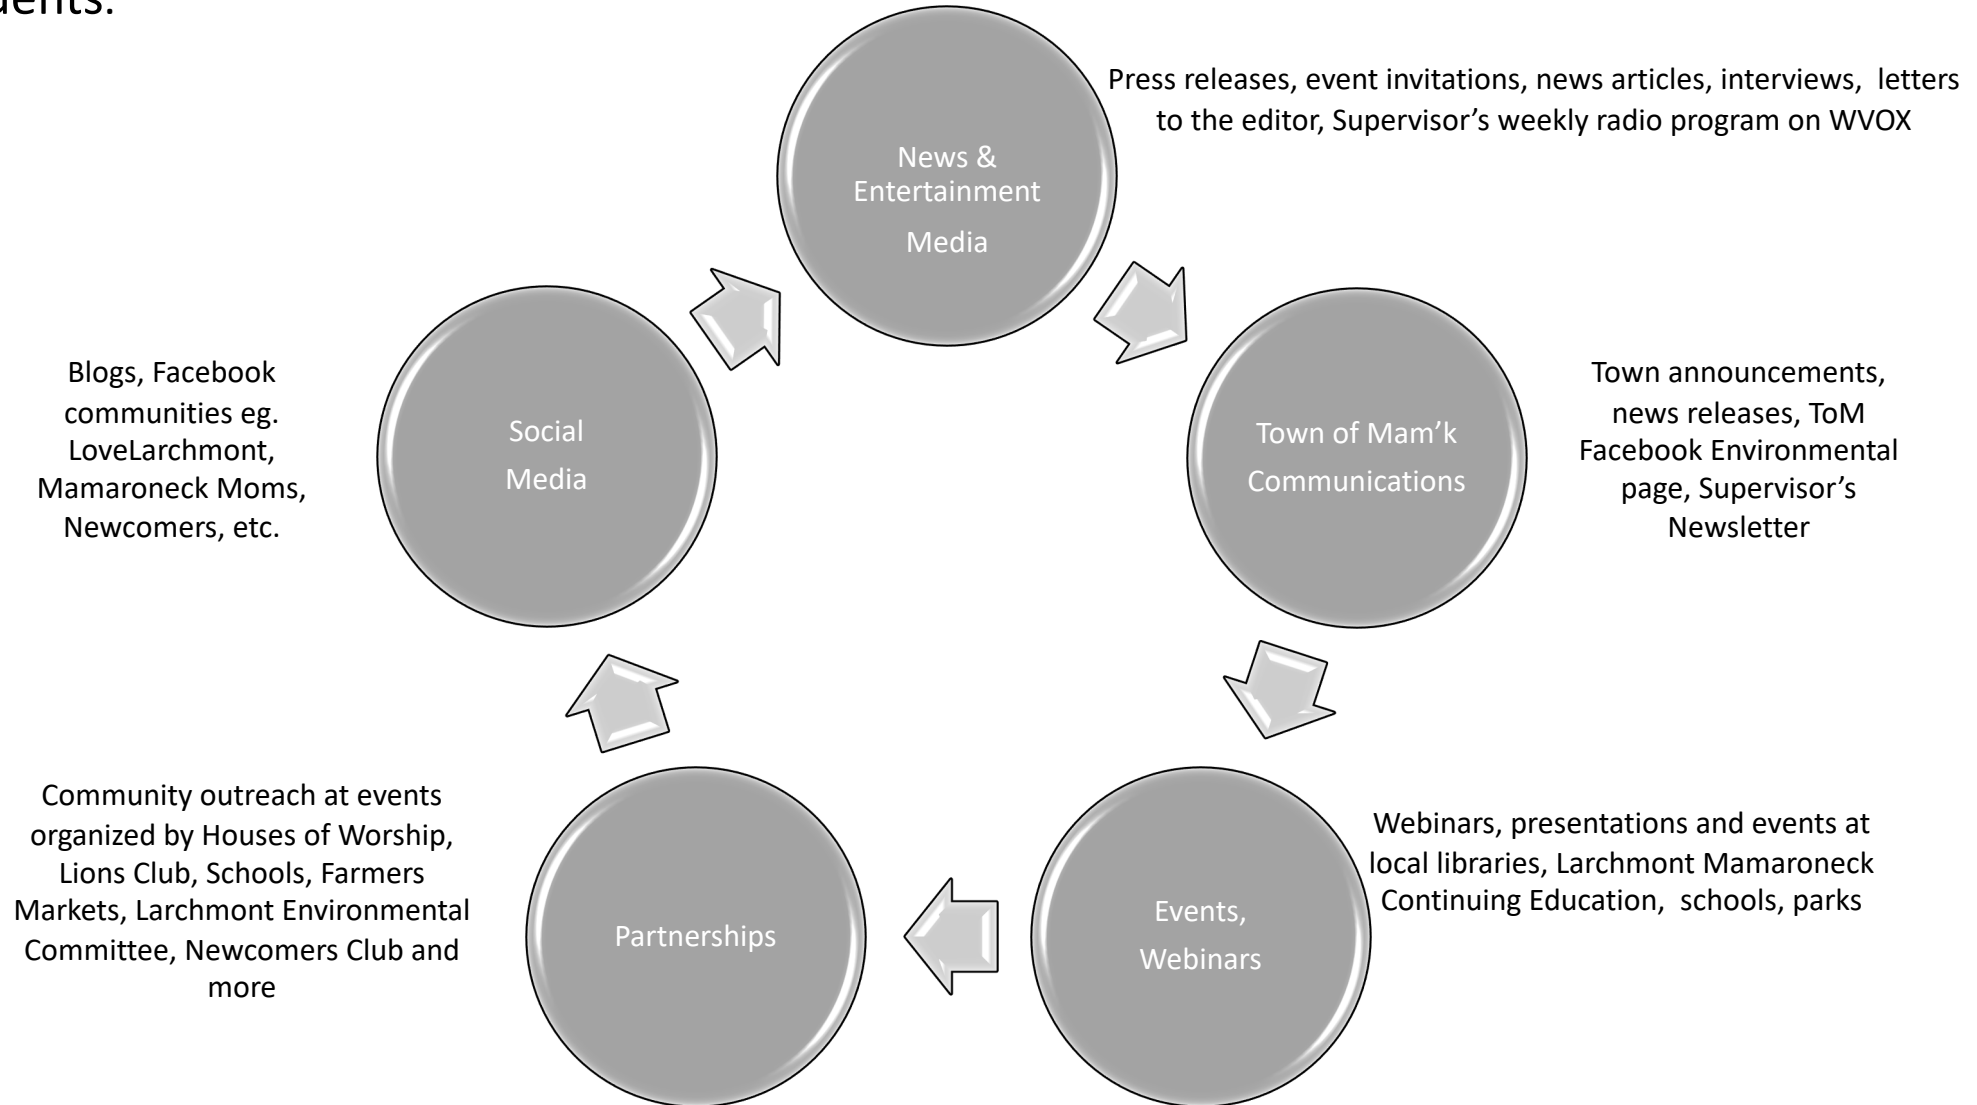 Press releases, event invitations, news articles, interviews,  letters
to the editor, Supervisor’s weekly radio program on WVOX
News &
Entertainment
Media
Town of Mam’k
Communications
Town announcements,
news releases, ToM
Facebook Environmental
page, Supervisor’s
Newsletter
Events,
Webinars
Webinars, presentations and events at
local libraries, Larchmont Mamaroneck
Continuing Education,  schools, parks
Partnerships
Community outreach at events
organized by Houses of Worship,
Lions Club, Schools, Farmers
Markets, Larchmont Environmental
Committee, Newcomers Club and
more
Social
Media
Blogs, Facebook
communities eg.
LoveLarchmont,
Mamaroneck Moms,
Newcomers, etc.